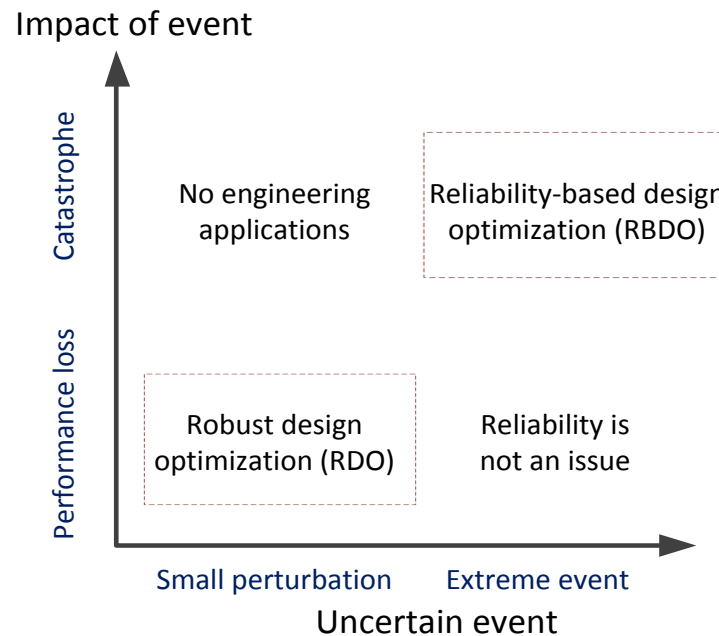 Impact of event
Catastrophe
No engineering
applications
Reliability-based design
optimization (RBDO)
Performance loss
Robust design
optimization (RDO)
Reliability is
not an issue
Small perturbation
Extreme event
Uncertain event